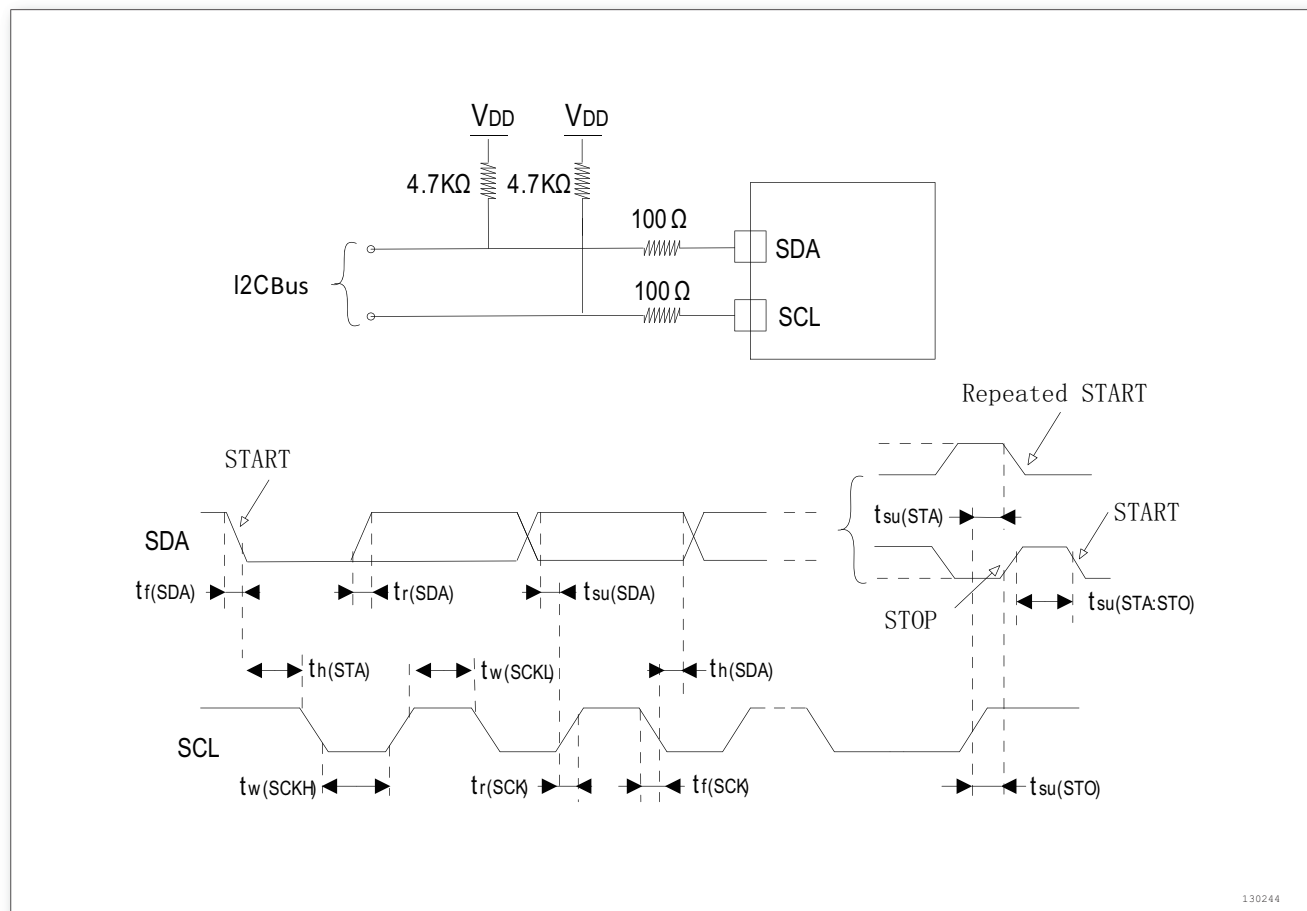 VDD VDD
4.7KΩ 4.7KΩ
100 Ω
SDA
I2CBus
100 Ω
SCL
Repeated START
START
tsu(STA)
START
SDA
tf(SDA) tr(SDA) tsu(SDA)
STOP
tsu(STA:STO)
th(STA) tw(SCKL) th(SDA)
SCL
tw(SCKH) tr(SCK) tf(SCK) tsu(STO)
130244